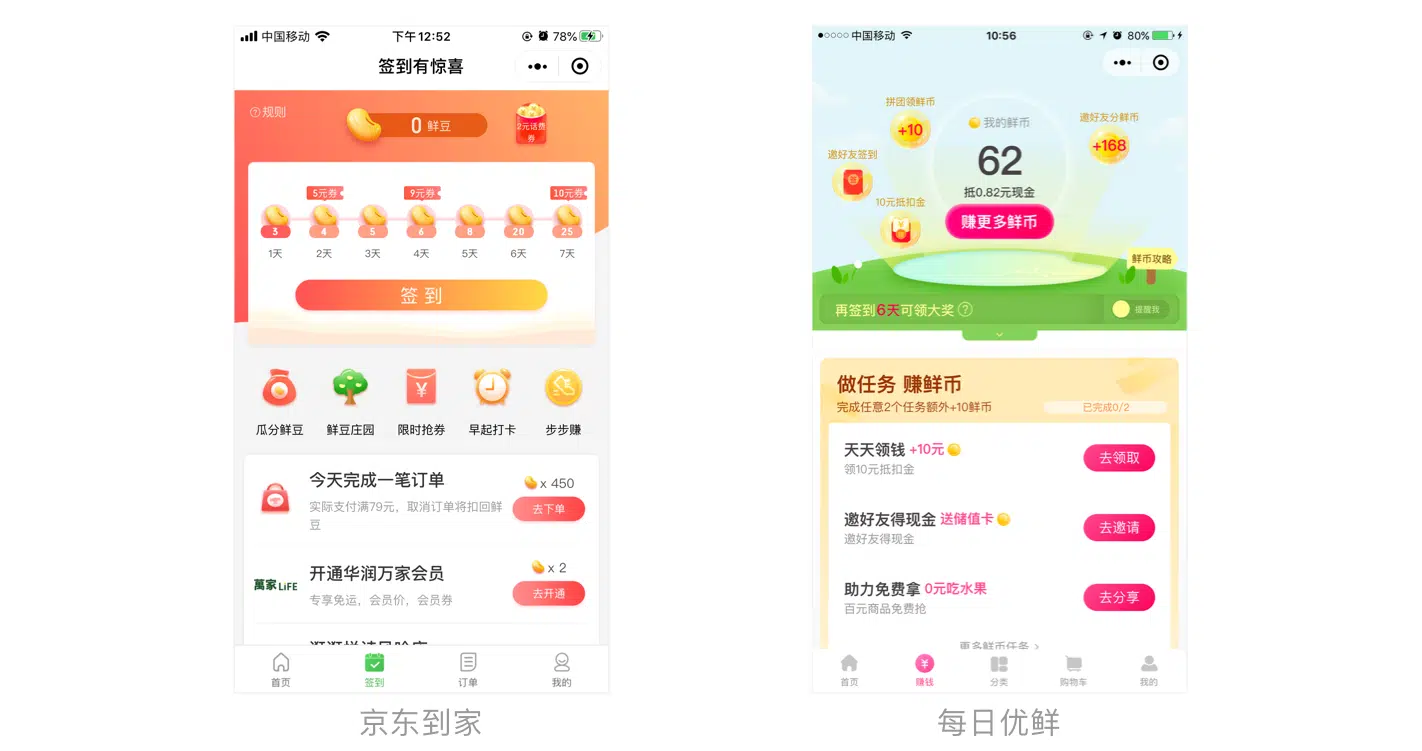 中国移动 下午12:52 78%
签到有惊喜
规则
0 鲜豆
2元话费券
5元券 9元券 10元券
3 4 5 6 8 20 25
1天 2天 3天 4天 5天 6天 7天
签到
瓜分鲜豆 鲜豆庄园 限时抢券 早起打卡 步步赚
今天完成一笔订单
x 450
实际支付满79元，取消订单将扣回鲜
豆
去下单
萬家LiFE
开通华润万家会员
x 2
专享免运，会员价，会员券
去开通
首页 签到 订单 我的
京东到家
中国移动 10:56 80%
拼团领鲜币
+10
我的鲜币
邀好友分鲜币
+168
邀好友签到
62
抵0.82元现金
10元抵扣金
赚更多鲜币
鲜币攻略
再签到6天可领大奖?
提醒我
做任务 赚鲜币
完成任意2个任务额外+10鲜币
已完成0/2
天天领钱 +10元
领10元抵扣金
去领取
邀好友得现金 送储值卡
邀好友得现金
去邀请
助力免费拿 0元吃水果
百元商品免费抢
去分享
更多鲜币任务 >
首页 赚钱 分类 购物车 我的
每日优鲜